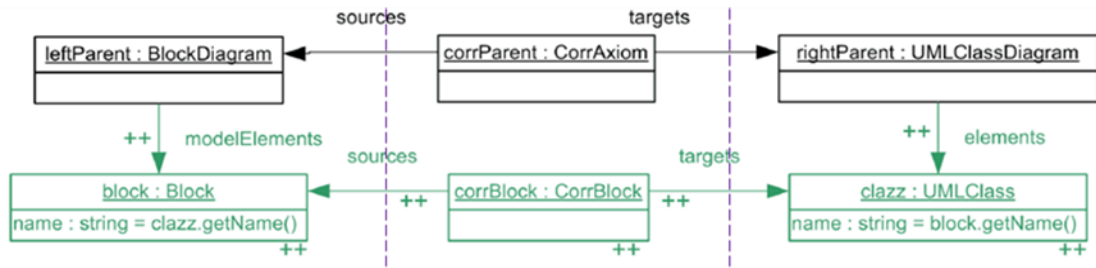 sources
targets
leftParent : BlockDiagram
corrParent : CorrAxiom
rightParent : UMLClassDiagram
++
modelElements
++
elements
sources
targets
block : Block
corrBlock : CorrBlock
clazz : UMLClass
++
++
name : string = clazz.getName()
name : string = block.getName()
++
++
++